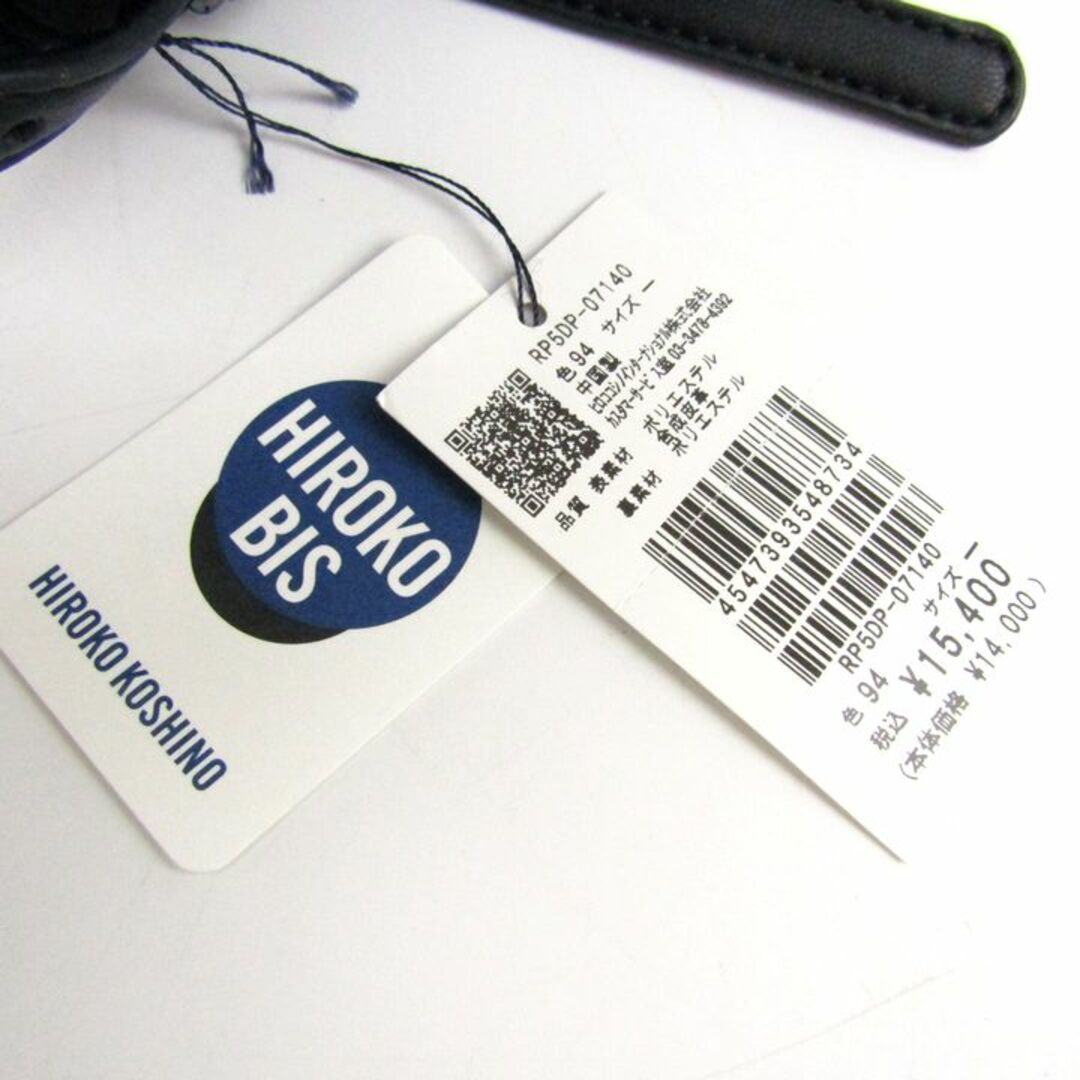 HIROKO
BIS
HIROKO KOSHINO
RP5DP-07140
色 94 サイズ ー
中国製
ヒロココシノインターナショナル株式会社
カスタマーサービス室 03-3478-4392
品質 表素材 ポリエステル
合成皮革
裏素材 ポリエステル
4547393548734
RP5DP-07140
色 94 サイズ ー
税込 ¥15,400
(本体価格 ¥14,000)